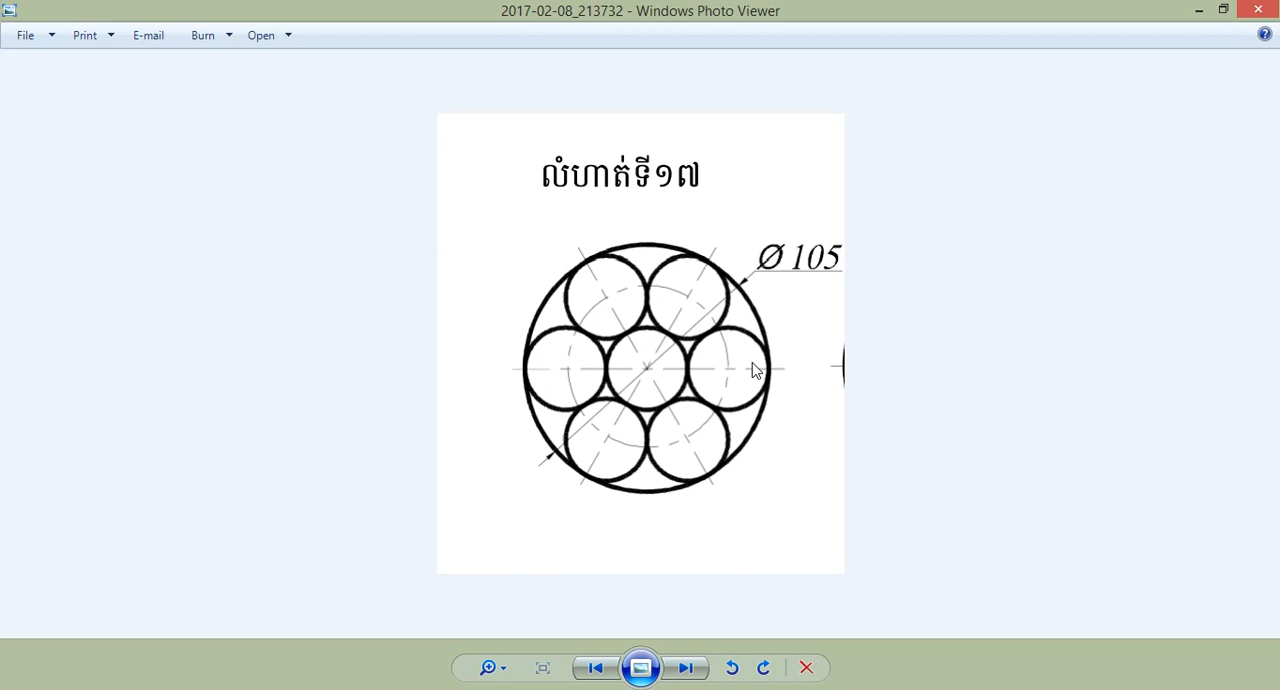 2017-02-08_213732 - Windows Photo Viewer
File Print E-mail Burn Open
លំហាត់ទី១៧
Ø 105